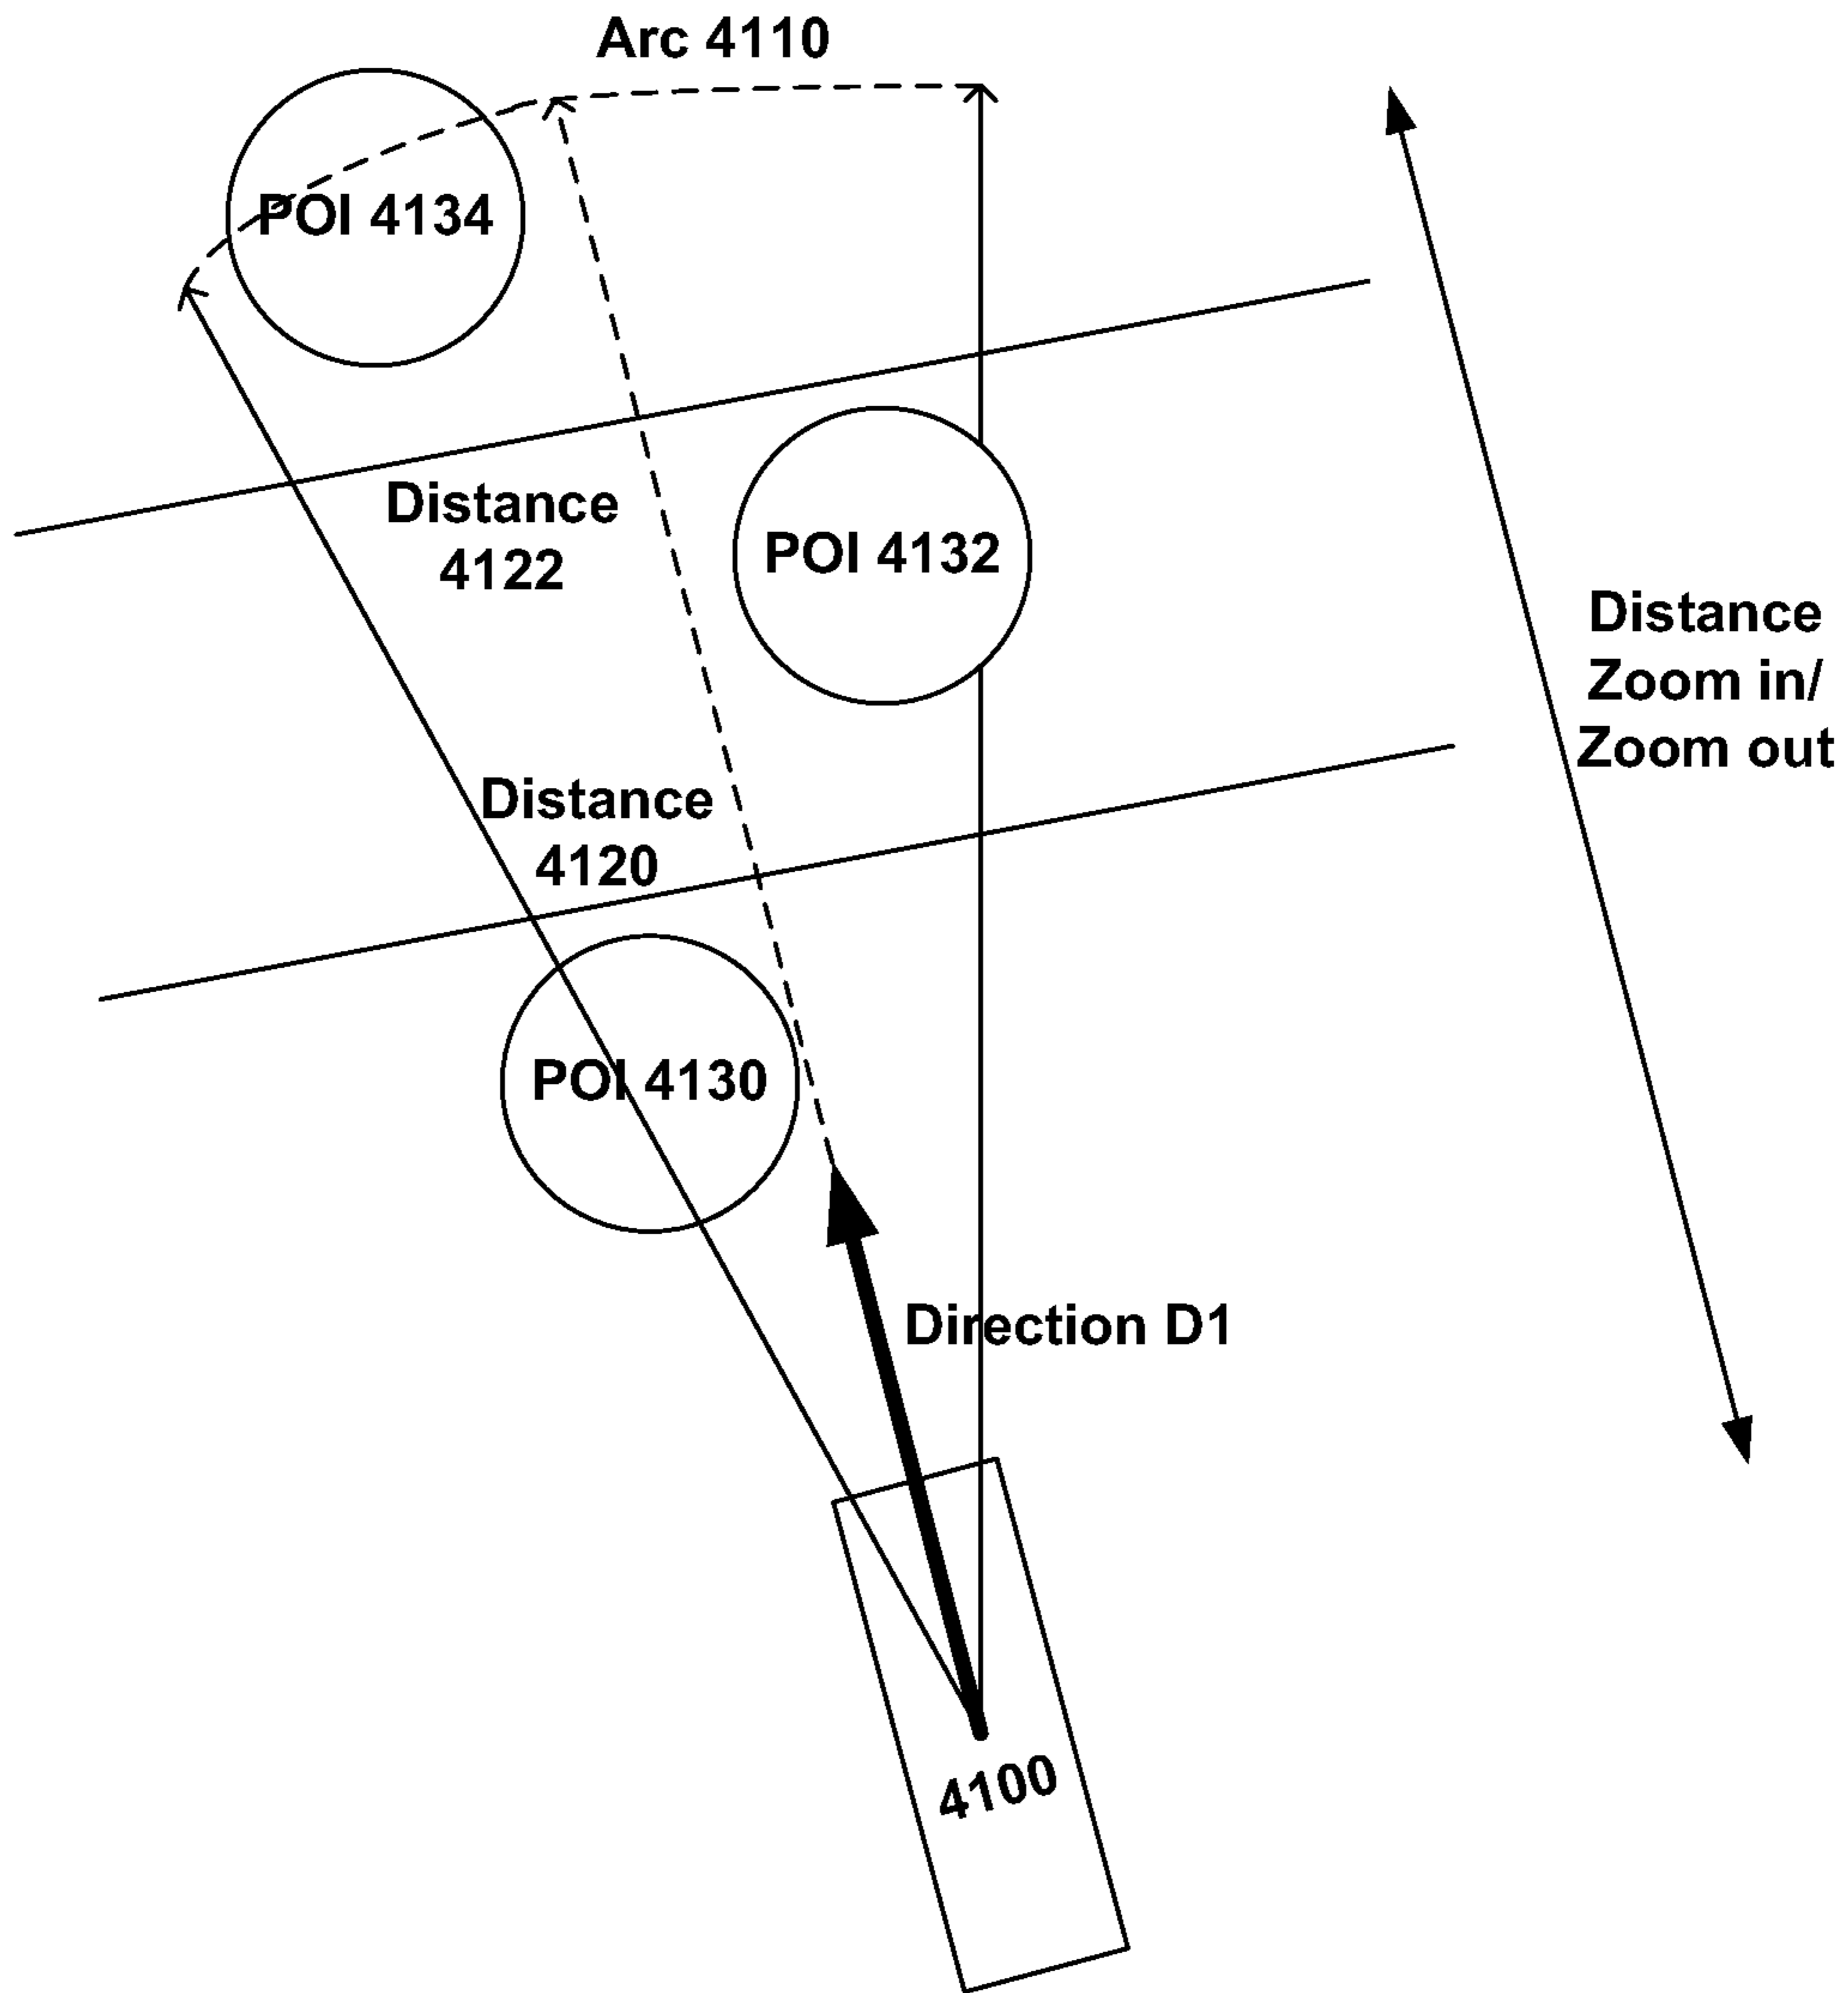 Arc 4110
POI 4134
Distance
4122
POI 4132
Distance
Zoom in/
Zoom out
Distance
4120
POI 4130
Direction D1
4100